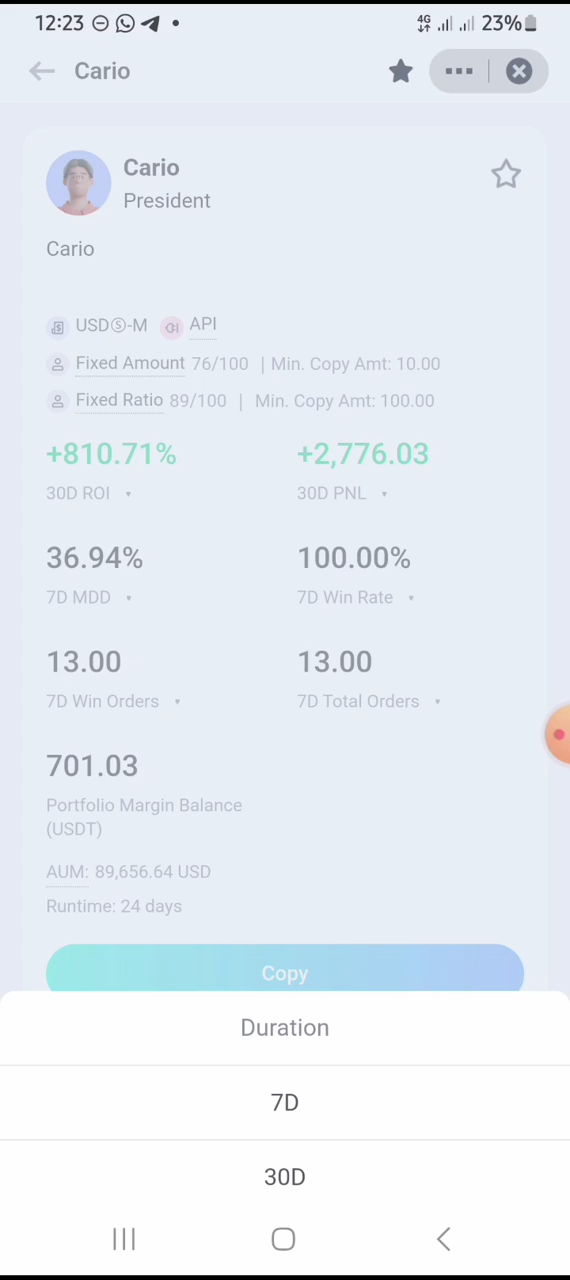 12:23 4G 23%
Cario
Cario
President
Cario
USDⓈ-M API
Fixed Amount 76/100 | Min. Copy Amt: 10.00
Fixed Ratio 89/100 | Min. Copy Amt: 100.00
+810.71% +2,776.03
30D ROI 30D PNL
36.94% 100.00%
7D MDD 7D Win Rate
13.00 13.00
7D Win Orders 7D Total Orders
701.03
Portfolio Margin Balance
(USDT)
AUM: 89,656.64 USD
Runtime: 24 days
Copy
Duration
7D
30D